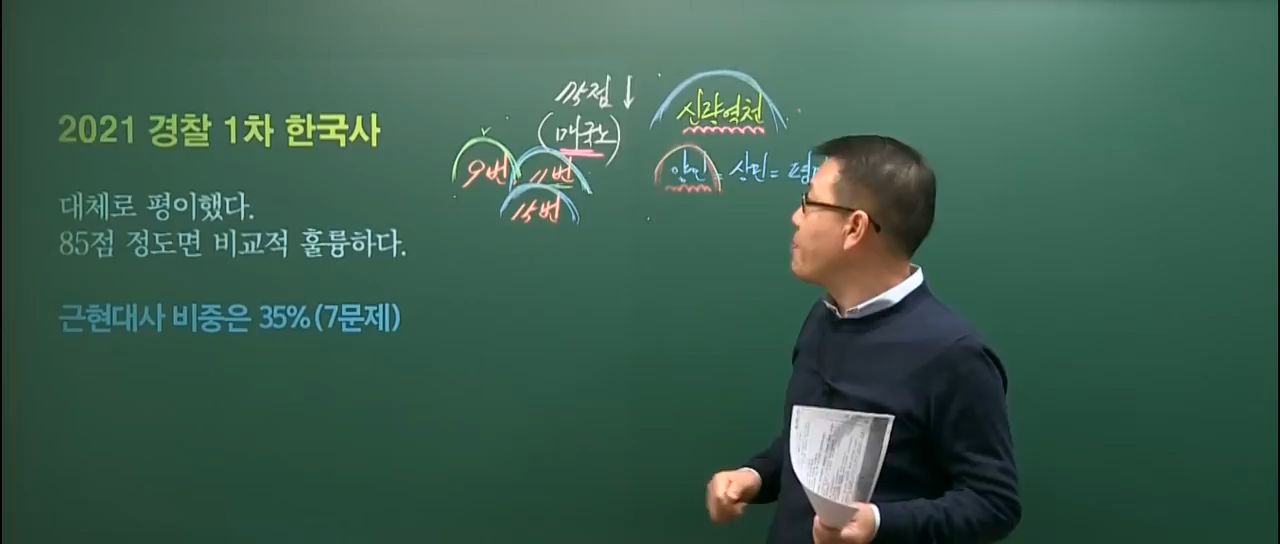 2021 경찰 1차 한국사
대체로 평이했다.
85점 정도면 비교적 훌륭하다.
근현대사 비중은 35%(7문제)
깍점↓
(매국노)
9번 11번
15번
신량역천
양인 = 상민 =